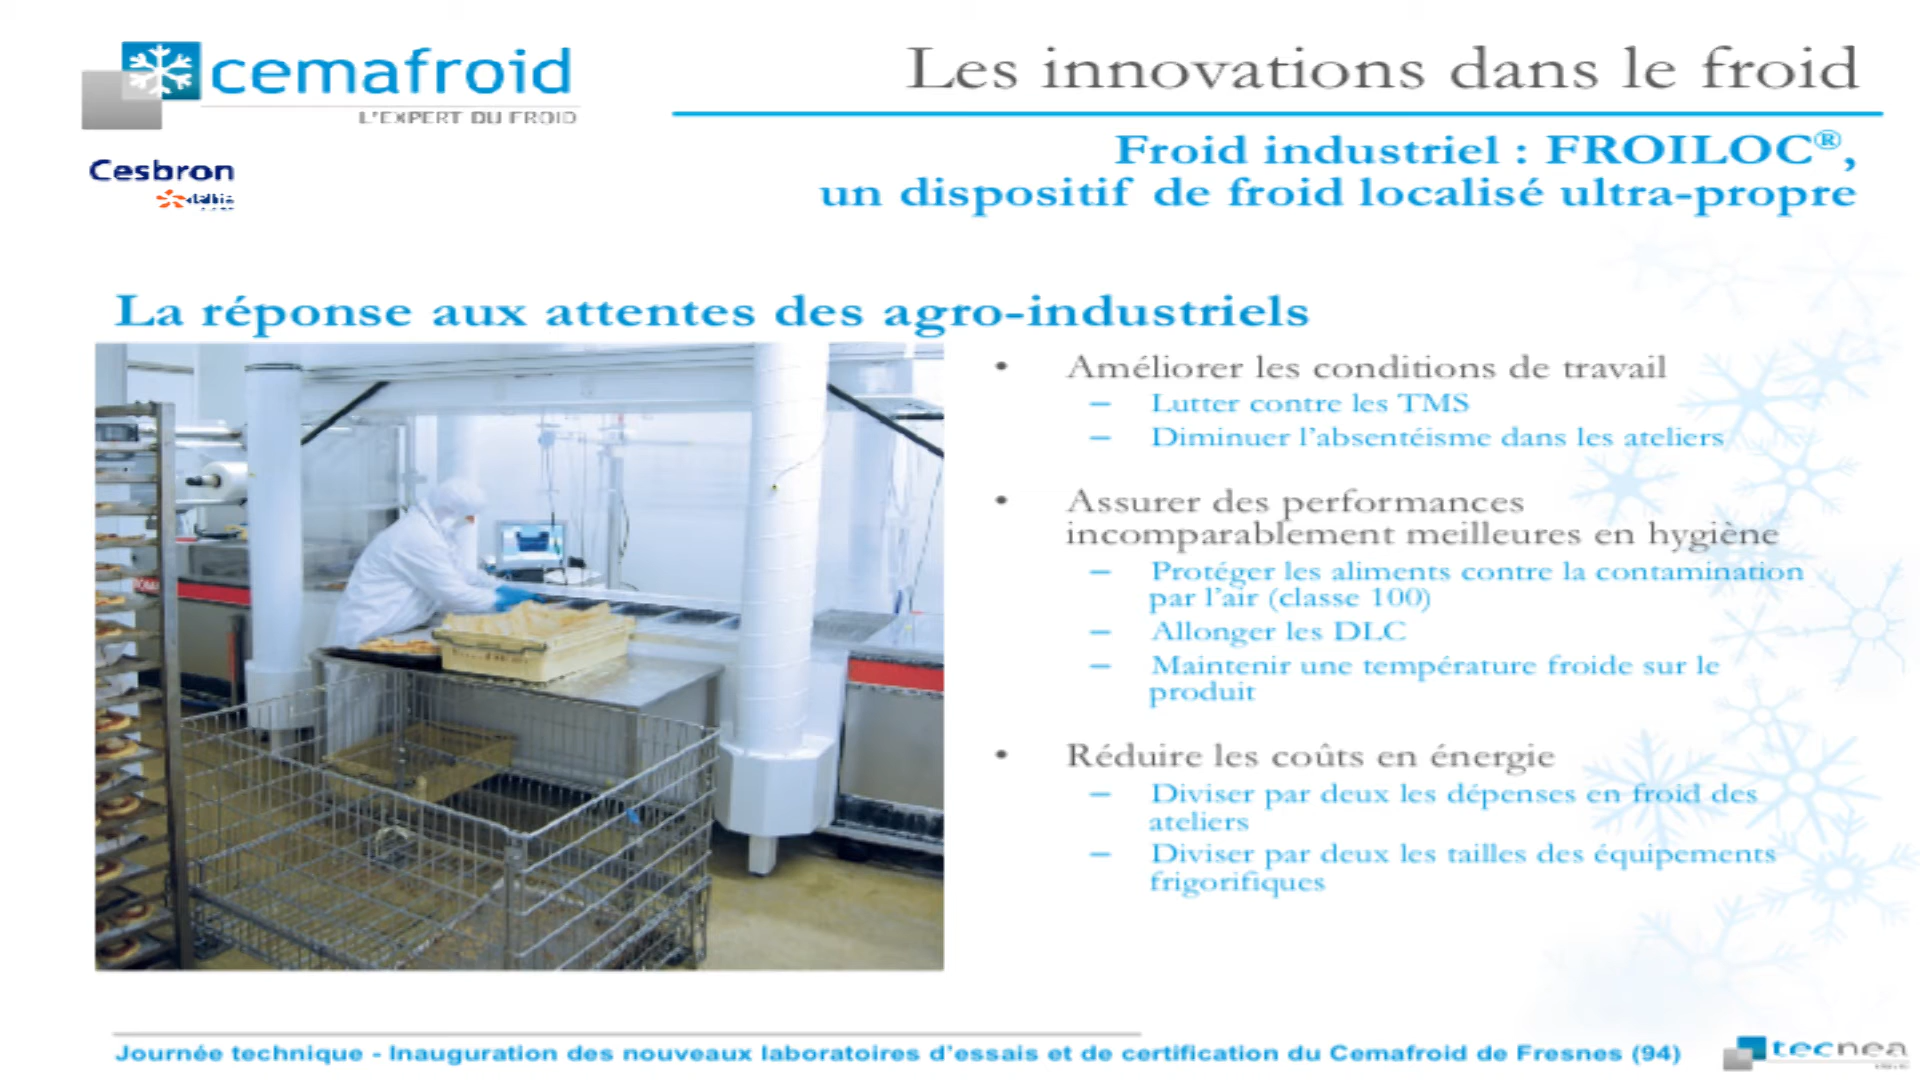 cemafroid
L'EXPERT DU FROID
Cesbron
Les innovations dans le froid
Froid industriel : FROILOC®,
un dispositif de froid localisé ultra-propre
La réponse aux attentes des agro-industriels
• Améliorer les conditions de travail
– Lutter contre les TMS
– Diminuer l'absentéisme dans les ateliers
• Assurer des performances
incomparablement meilleures en hygiène
– Protéger les aliments contre la contamination
par l'air (classe 100)
– Allonger les DLC
– Maintenir une température froide sur le
produit
• Réduire les coûts en énergie
– Diviser par deux les dépenses en froid des
ateliers
– Diviser par deux les tailles des équipements
frigorifiques
Journée technique - Inauguration des nouveaux laboratoires d'essais et de certification du Cemafroid de Fresnes (94)
tecnea